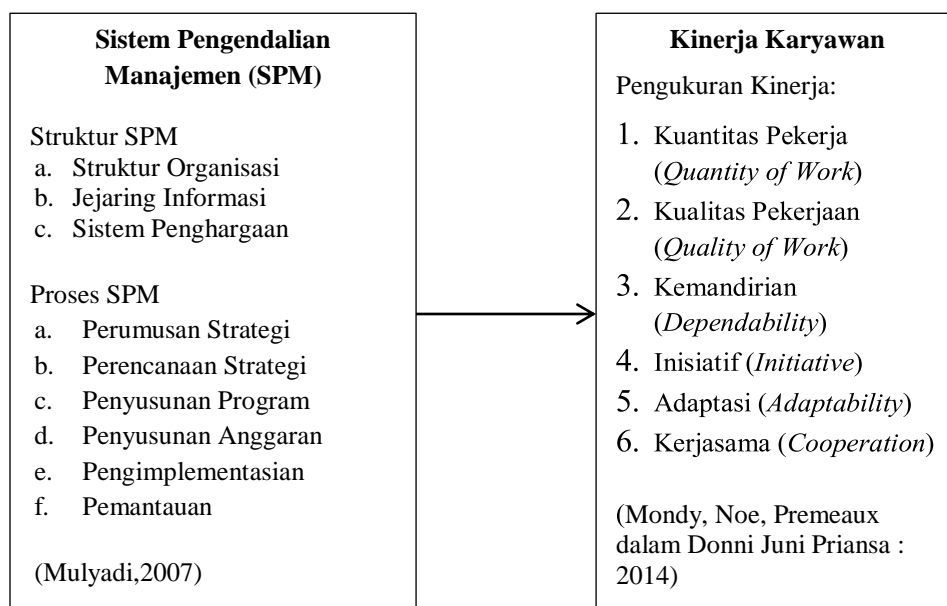 Sistem Pengendalian
Manajemen (SPM)
Struktur SPM
a. Struktur Organisasi
b. Jejaring Informasi
c. Sistem Penghargaan
Proses SPM
a. Perumusan Strategi
b. Perencanaan Strategi
c. Penyusunan Program
d. Penyusunan Anggaran
e. Pengimplementasian
f. Pemantauan
(Mulyadi,2007)
Kinerja Karyawan
Pengukuran Kinerja:
1. Kuantitas Pekerja
(Quantity of Work)
2. Kualitas Pekerjaan
(Quality of Work)
3. Kemandirian
(Dependability)
4. Inisiatif (Initiative)
5. Adaptasi (Adaptability)
6. Kerjasama (Cooperation)
(Mondy, Noe, Premeaux
dalam Donni Juni Priansa :
2014)